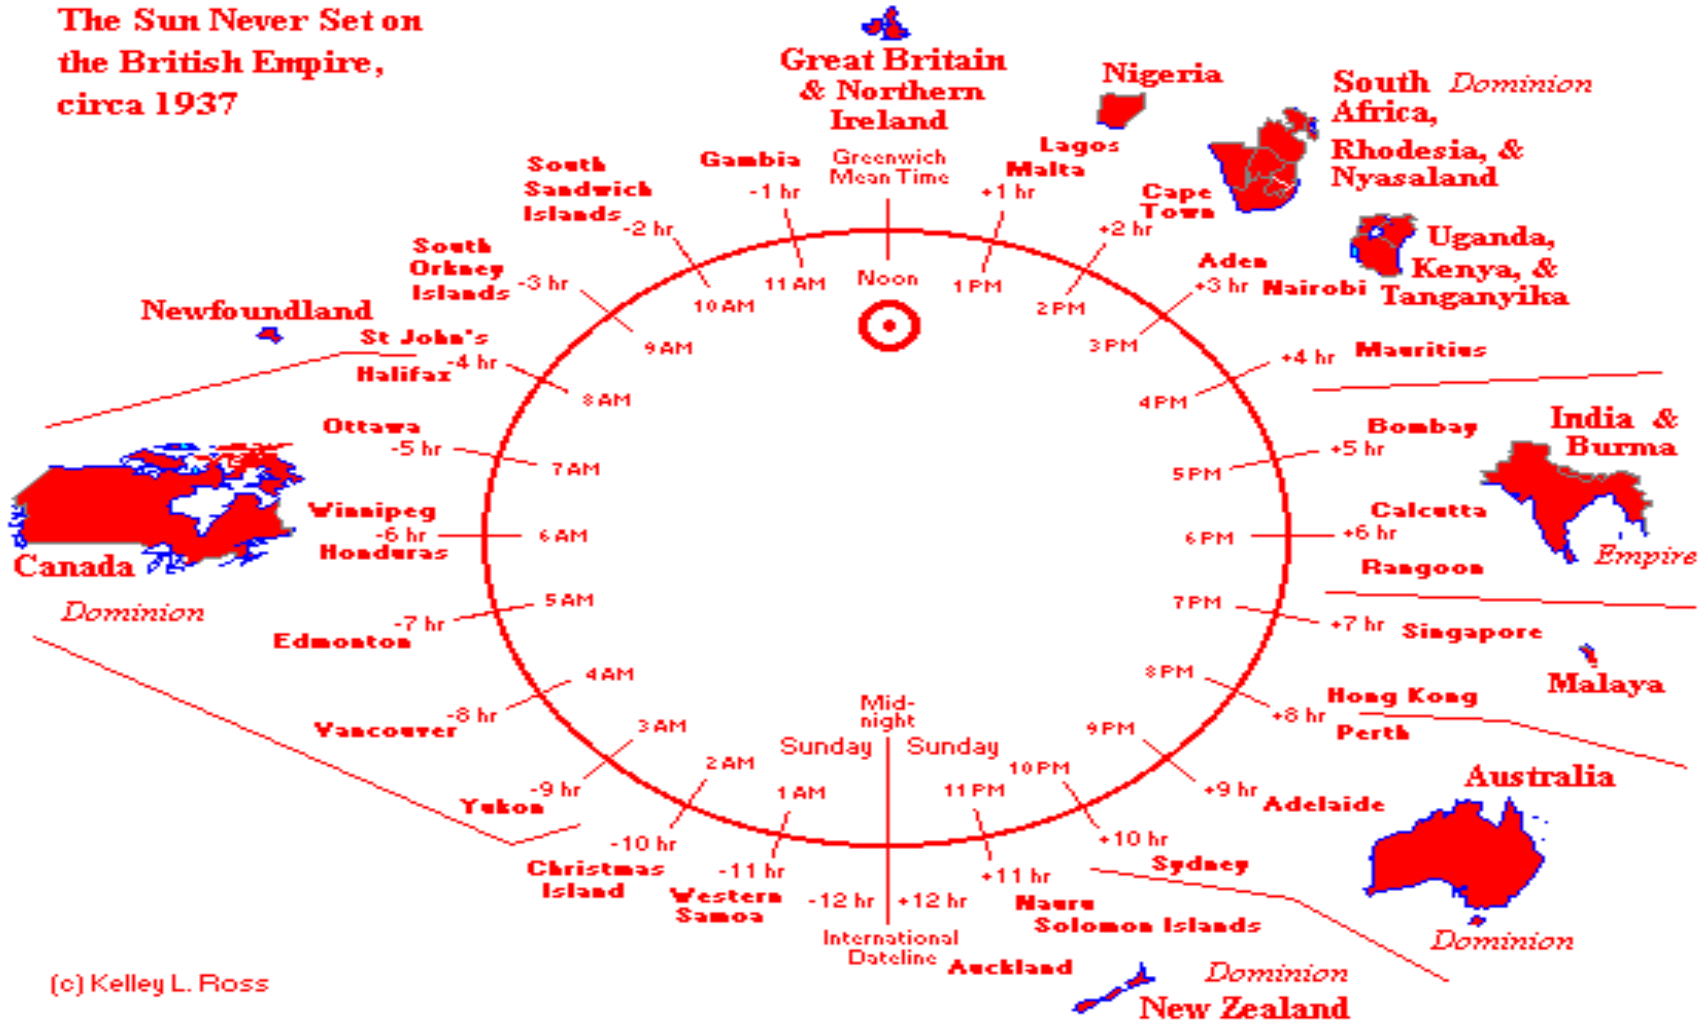 The Sun Never Set on
the British Empire,
circa 1937
Great Britain
& Northern
Ireland
Greenwich
Mean Time
Noon
Nigeria
Lagos
Malta
+1 hr
1 PM
South Dominion
Africa,
Rhodesia, &
Nyasaland
Cape
Town
+2 hr
2 PM
Uganda,
Kenya, &
Tanganyika
Aden
+3 hr Nairobi
3 PM
+4 hr Mauritius
4 PM
India &
Burma
Empire
Bombay
+5 hr
5 PM
Calcutta
+6 hr
6 PM
Rangoon
7 PM
+7 hr Singapore
Malaya
8 PM
Hong Kong
+8 hr
Perth
9 PM
+9 hr Adelaide
Australia
Dominion
10 PM
+10 hr
Sydney
11 PM
+11 hr
Nauru
Solomon Islands
Mid-
night
Sunday Sunday
-12 hr +12 hr
International
Dateline
Auckland
Dominion
New Zealand
1 AM
-11 hr
Western
Samoa
2 AM
-10 hr
Christmas
Island
3 AM
-9 hr
Yukon
4 AM
-8 hr
Vancouver
5 AM
-7 hr
Edmonton
Canada
Dominion
Winnipeg
-6 hr
6 AM
Honduras
Ottawa
-5 hr
7 AM
Newfoundland
St John's
-4 hr
Halifax
8 AM
South
Orkney
Islands
-3 hr
9 AM
South
Sandwich
Islands
-2 hr
10 AM
Gambia
-1 hr
11 AM
(c) Kelley L. Ross